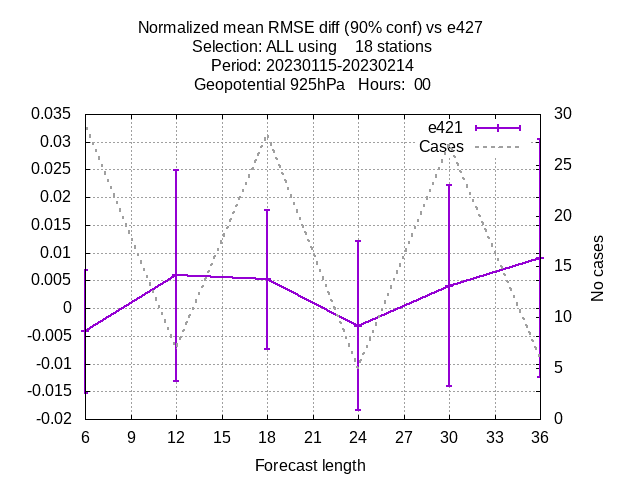 Normalized mean RMSE diff (90% conf) vs e427
Selection: ALL using    18 stations
Period: 20230115-20230214
Geopotential 925hPa   Hours:  00
e421
Cases
0.035
0.03
0.025
0.02
0.015
0.01
0.005
0
-0.005
-0.01
-0.015
-0.02
30
25
20
15
10
5
0
No cases
6 9 12 15 18 21 24 27 30 33 36
Forecast length